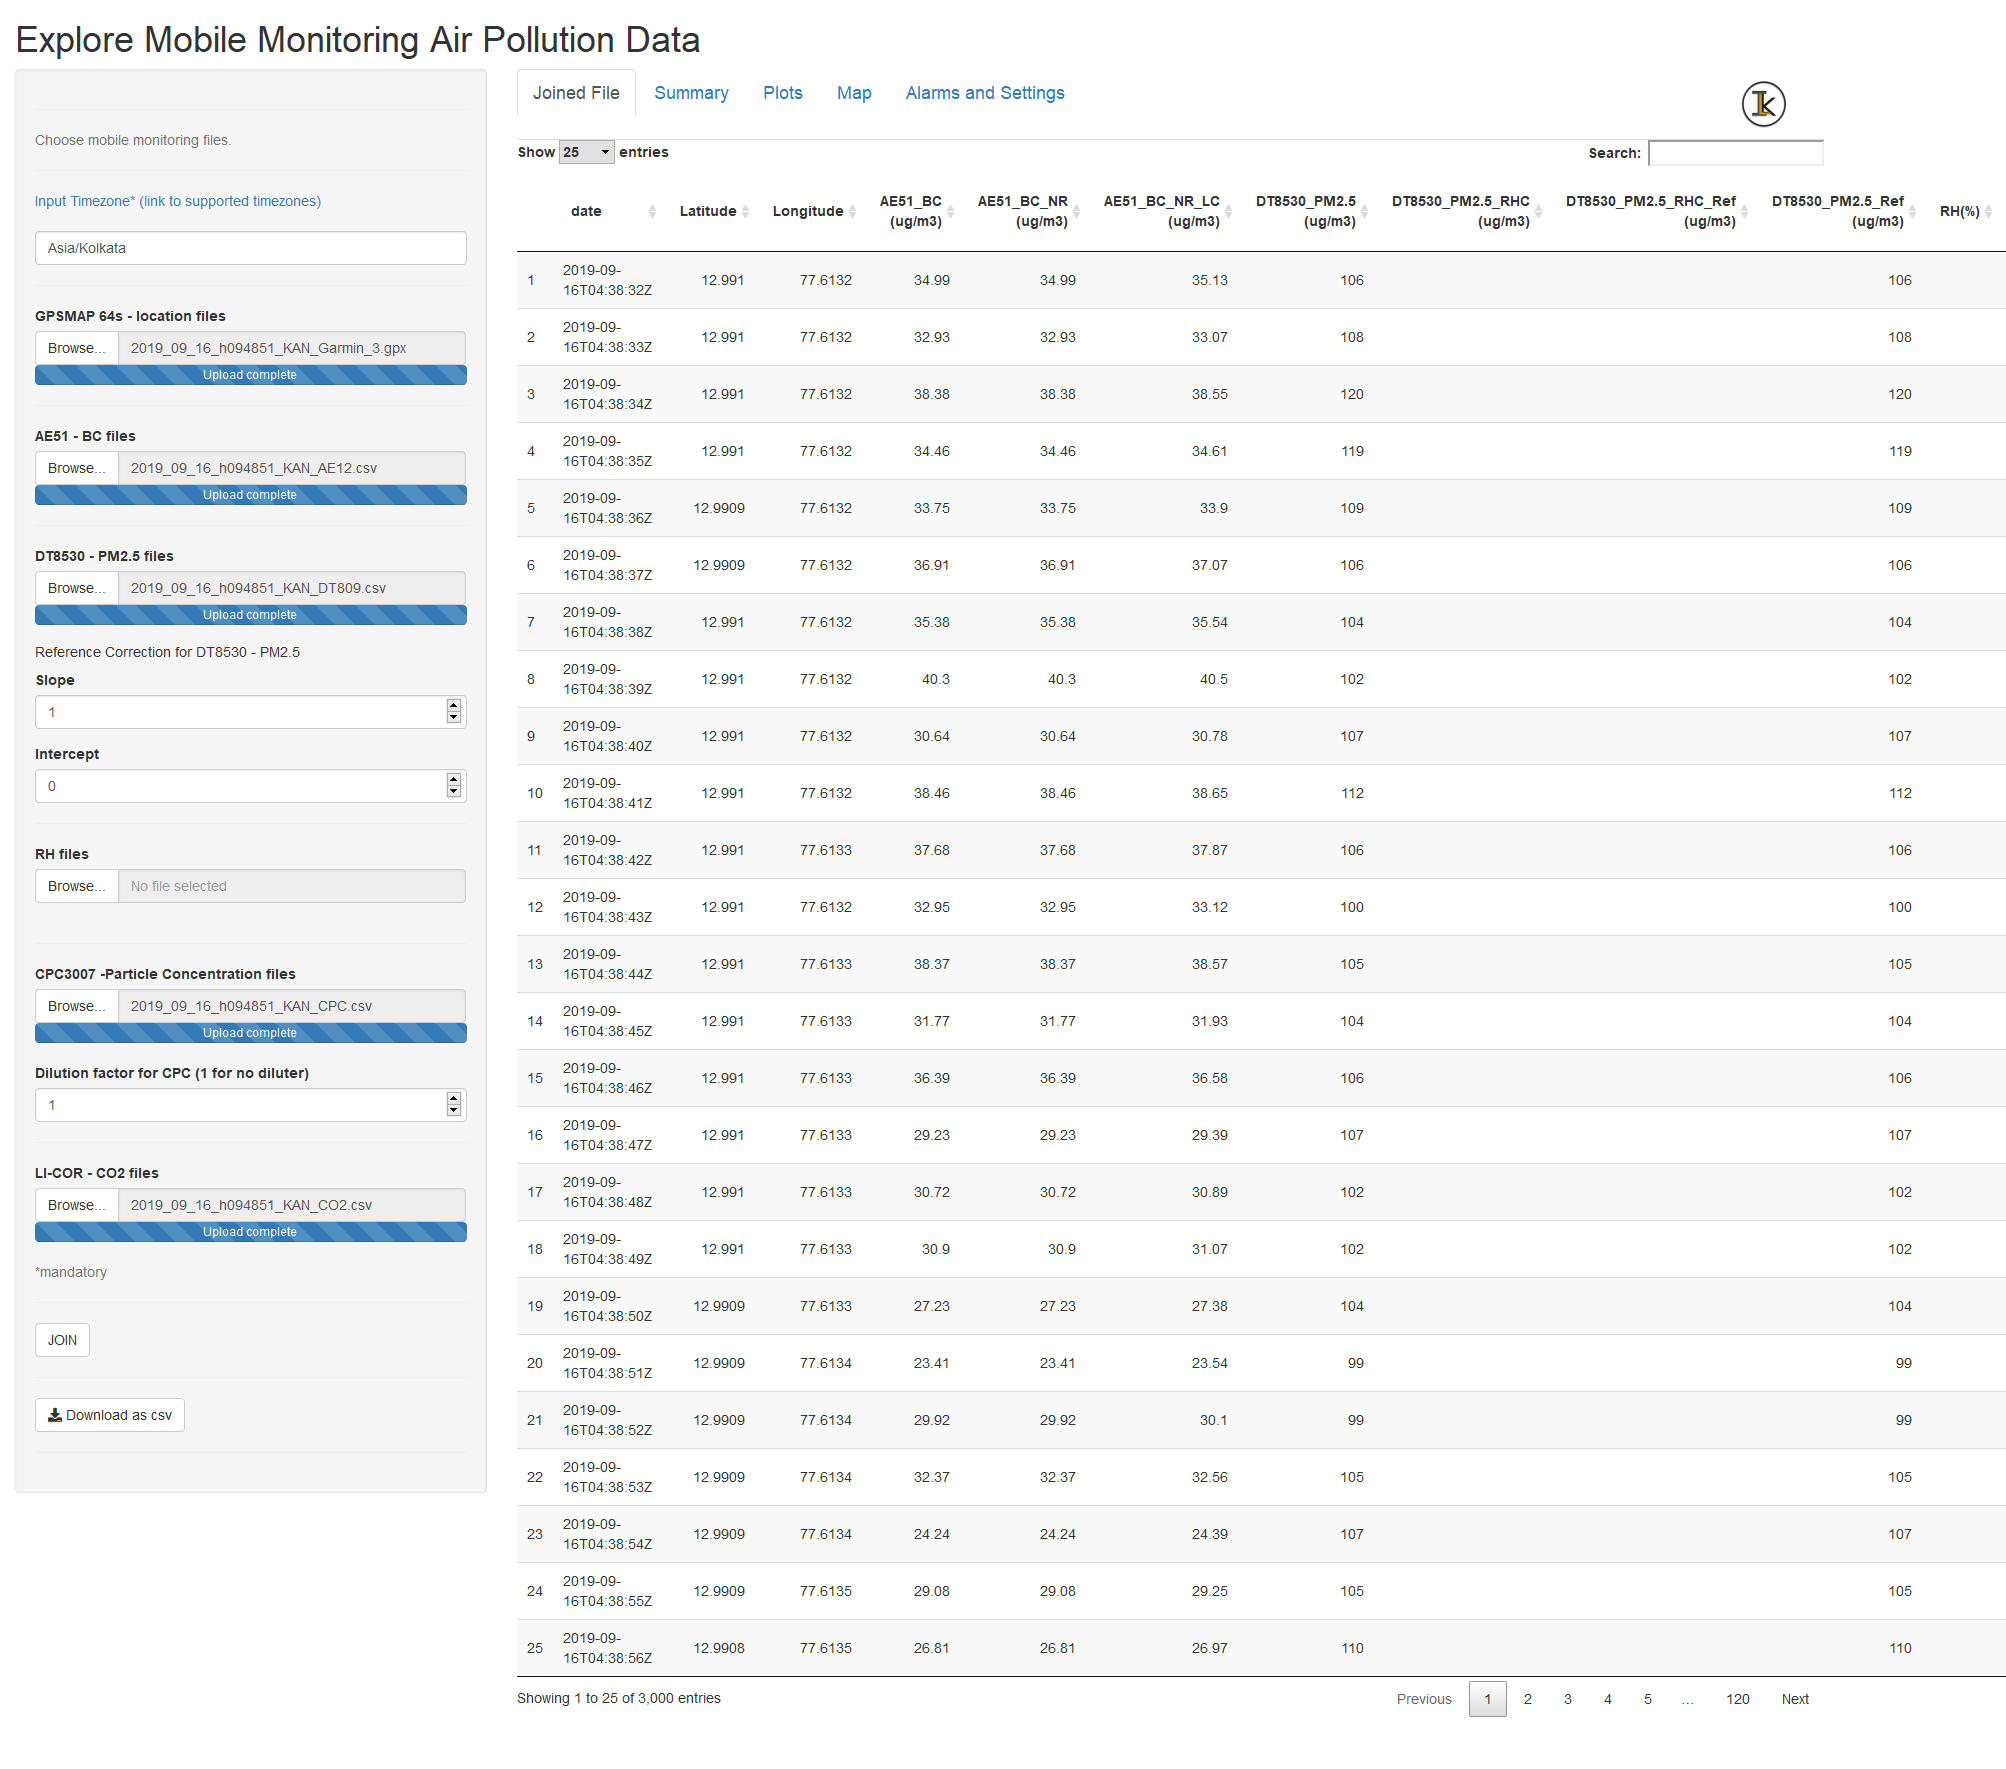 Explore Mobile Monitoring Air Pollution Data
Choose mobile monitoring files.
Input Timezone* (link to supported timezones)
Asia/Kolkata
GPSMAP 64s - location files
Browse... 2019_09_16_h094851_KAN_Garmin_3.gpx
Upload complete
AE51 - BC files
Browse... 2019_09_16_h094851_KAN_AE12.csv
Upload complete
DT8530 - PM2.5 files
Browse... 2019_09_16_h094851_KAN_DT809.csv
Upload complete
Reference Correction for DT8530 - PM2.5
Slope
1
Intercept
0
RH files
Browse... No file selected
CPC3007 -Particle Concentration files
Browse... 2019_09_16_h094851_KAN_CPC.csv
Upload complete
Dilution factor for CPC (1 for no diluter)
1
LI-COR - CO2 files
Browse... 2019_09_16_h094851_KAN_CO2.csv
Upload complete
*mandatory
JOIN
Download as csv
Joined File Summary Plots Map Alarms and Settings
Ik
Show 25 entries Search:
date Latitude Longitude AE51_BC (ug/m3) AE51_BC_NR (ug/m3) AE51_BC_NR_LC (ug/m3) DT8530_PM2.5 (ug/m3) DT8530_PM2.5_RHC (ug/m3) DT8530_PM2.5_RHC_Ref (ug/m3) DT8530_PM2.5_Ref (ug/m3) RH(%)
1 2019-09-16T04:38:32Z 12.991 77.6132 34.99 34.99 35.13 106 106
2 2019-09-16T04:38:33Z 12.991 77.6132 32.93 32.93 33.07 108 108
3 2019-09-16T04:38:34Z 12.991 77.6132 38.38 38.38 38.55 120 120
4 2019-09-16T04:38:35Z 12.991 77.6132 34.46 34.46 34.61 119 119
5 2019-09-16T04:38:36Z 12.9909 77.6132 33.75 33.75 33.9 109 109
6 2019-09-16T04:38:37Z 12.9909 77.6132 36.91 36.91 37.07 106 106
7 2019-09-16T04:38:38Z 12.991 77.6132 35.38 35.38 35.54 104 104
8 2019-09-16T04:38:39Z 12.991 77.6132 40.3 40.3 40.5 102 102
9 2019-09-16T04:38:40Z 12.991 77.6132 30.64 30.64 30.78 107 107
10 2019-09-16T04:38:41Z 12.991 77.6132 38.46 38.46 38.65 112 112
11 2019-09-16T04:38:42Z 12.991 77.6133 37.68 37.68 37.87 106 106
12 2019-09-16T04:38:43Z 12.991 77.6132 32.95 32.95 33.12 100 100
13 2019-09-16T04:38:44Z 12.991 77.6133 38.37 38.37 38.57 105 105
14 2019-09-16T04:38:45Z 12.991 77.6133 31.77 31.77 31.93 104 104
15 2019-09-16T04:38:46Z 12.991 77.6133 36.39 36.39 36.58 106 106
16 2019-09-16T04:38:47Z 12.991 77.6133 29.23 29.23 29.39 107 107
17 2019-09-16T04:38:48Z 12.991 77.6133 30.72 30.72 30.89 102 102
18 2019-09-16T04:38:49Z 12.991 77.6133 30.9 30.9 31.07 102 102
19 2019-09-16T04:38:50Z 12.9909 77.6133 27.23 27.23 27.38 104 104
20 2019-09-16T04:38:51Z 12.9909 77.6134 23.41 23.41 23.54 99 99
21 2019-09-16T04:38:52Z 12.9909 77.6134 29.92 29.92 30.1 99 99
22 2019-09-16T04:38:53Z 12.9909 77.6134 32.37 32.37 32.56 105 105
23 2019-09-16T04:38:54Z 12.9909 77.6134 24.24 24.24 24.39 107 107
24 2019-09-16T04:38:55Z 12.9909 77.6135 29.08 29.08 29.25 105 105
25 2019-09-16T04:38:56Z 12.9908 77.6135 26.81 26.81 26.97 110 110
Showing 1 to 25 of 3,000 entries Previous 1 2 3 4 5 … 120 Next